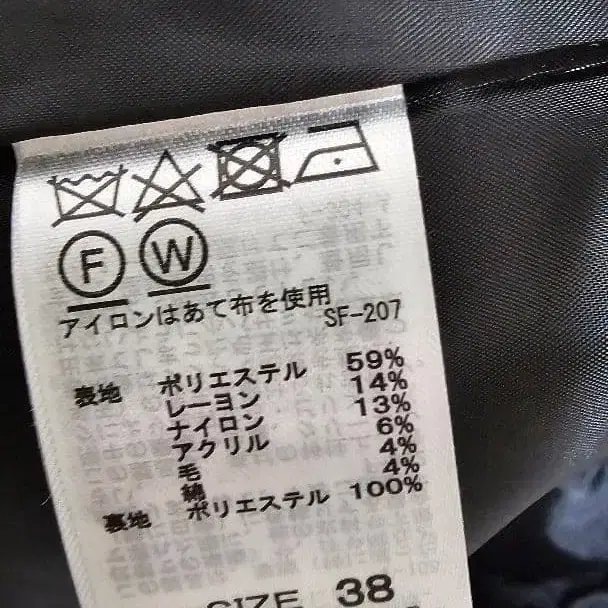 F W
アイロンはあて布を使用
SF-207
表地 ポリエステル 59%
レーヨン 14%
ナイロン 13%
アクリル 6%
毛 4%
綿 4%
裏地 ポリエステル 100%
SIZE 38